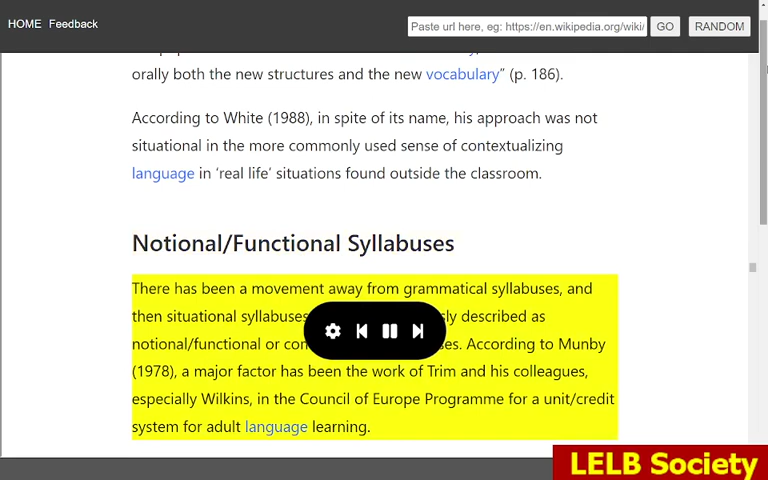 HOME Feedback
Paste url here, eg: https://en.wikipedia.org/wiki/
GO
RANDOM
orally both the new structures and the new vocabulary” (p. 186).
According to White (1988), in spite of its name, his approach was not
situational in the more commonly used sense of contextualizing
language in ‘real life’ situations found outside the classroom.
Notional/Functional Syllabuses
There has been a movement away from grammatical syllabuses, and
then situational syllabuses described as
notional/functional or According to Munby
(1978), a major factor has been the work of Trim and his colleagues,
especially Wilkins, in the Council of Europe Programme for a unit/credit
system for adult language learning.
LELB Society